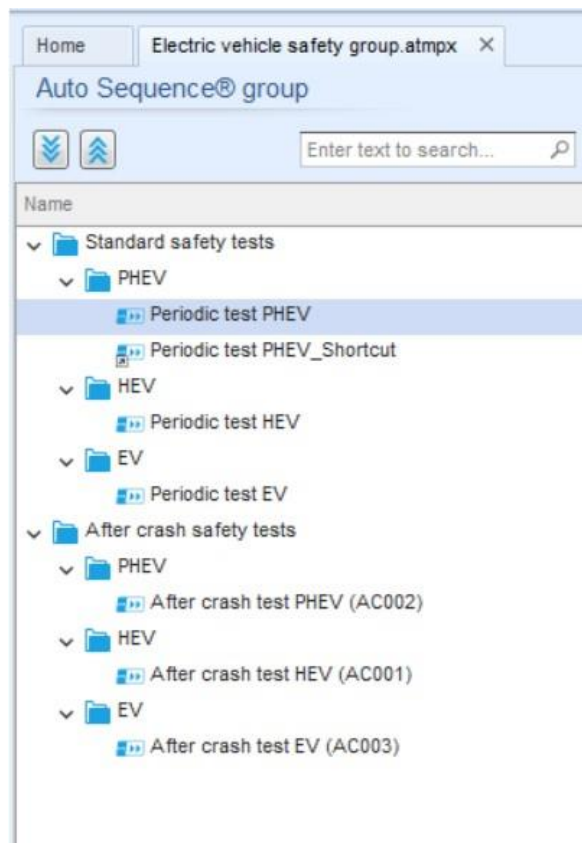 Home Electric vehicle safety group.atmpx
Auto Sequence® group
Enter text to search...
Name
Standard safety tests
PHEV
Periodic test PHEV
Periodic test PHEV_Shortcut
HEV
Periodic test HEV
EV
Periodic test EV
After crash safety tests
PHEV
After crash test PHEV (AC002)
HEV
After crash test HEV (AC001)
EV
After crash test EV (AC003)